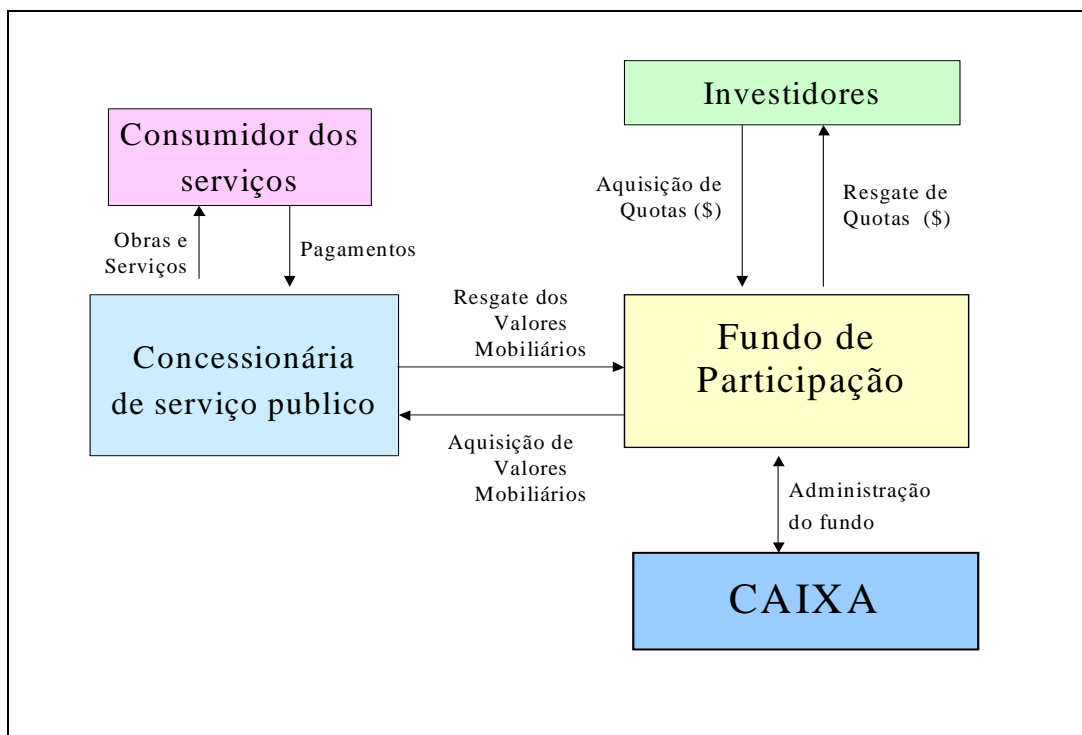 Investidores
Consumidor dos
serviços
Aquisição de
Quotas ($)
Resgate de
Quotas ($)
Obras e
Serviços
Pagamentos
Resgate dos
Valores
Mobiliários
Concessionária
de serviço publico
Fundo de
Participação
Aquisição de
Valores
Mobiliários
Administração
do fundo
CAIXA